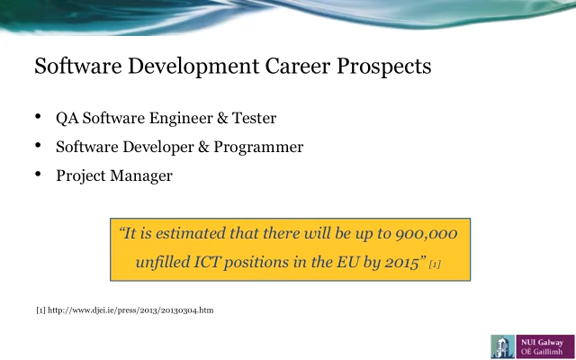 Software Development Career Prospects
• QA Software Engineer & Tester
• Software Developer & Programmer
• Project Manager
“It is estimated that there will be up to 900,000
unfilled ICT positions in the EU by 2015” [1]
[1] http://www.djei.ie/press/2013/20130304.htm
NUI Galway
OÉ Gaillimh